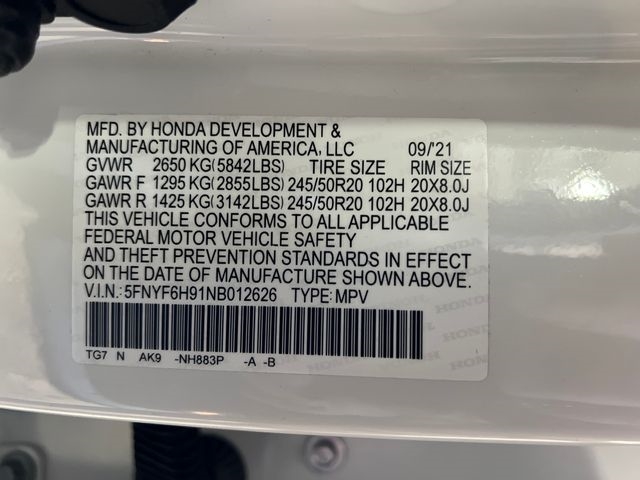 MFD. BY HONDA DEVELOPMENT &
MANUFACTURING OF AMERICA, LLC 09/'21
GVWR 2650 KG(5842LBS) TIRE SIZE RIM SIZE
GAWR F 1295 KG(2855LBS) 245/50R20 102H 20X8.0J
GAWR R 1425 KG(3142LBS) 245/50R20 102H 20X8.0J
THIS VEHICLE CONFORMS TO ALL APPLICABLE
FEDERAL MOTOR VEHICLE SAFETY
AND THEFT PREVENTION STANDARDS IN EFFECT
ON THE DATE OF MANUFACTURE SHOWN ABOVE.
V.I.N.: 5FNYF6H91NB012626 TYPE: MPV
TG7 N AK9 -NH883P -A -B